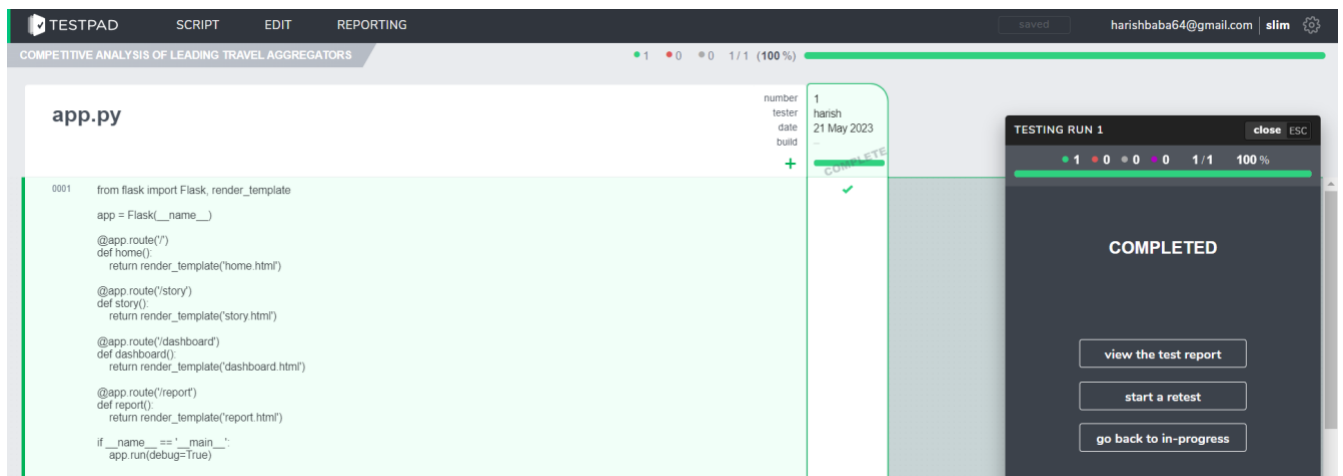 TESTPAD SCRIPT EDIT REPORTING saved harishbaba64@gmail.com slim
COMPETITIVE ANALYSIS OF LEADING TRAVEL AGGREGATORS 1 0 0 1/1 (100%)
app.py
number 1
tester harish
date 21 May 2023
build --
+ COMPLETE
0001 from flask import Flask, render_template
app = Flask(__name__)
@app.route('/')
def home():
return render_template('home.html')
@app.route('/story')
def story():
return render_template('story.html')
@app.route('/dashboard')
def dashboard():
return render_template('dashboard.html')
@app.route('/report')
def report():
return render_template('report.html')
if __name__ == '__main__':
app.run(debug=True)
TESTING RUN 1 close ESC
1 0 0 0 1/1 100 %
COMPLETED
view the test report
start a retest
go back to in-progress